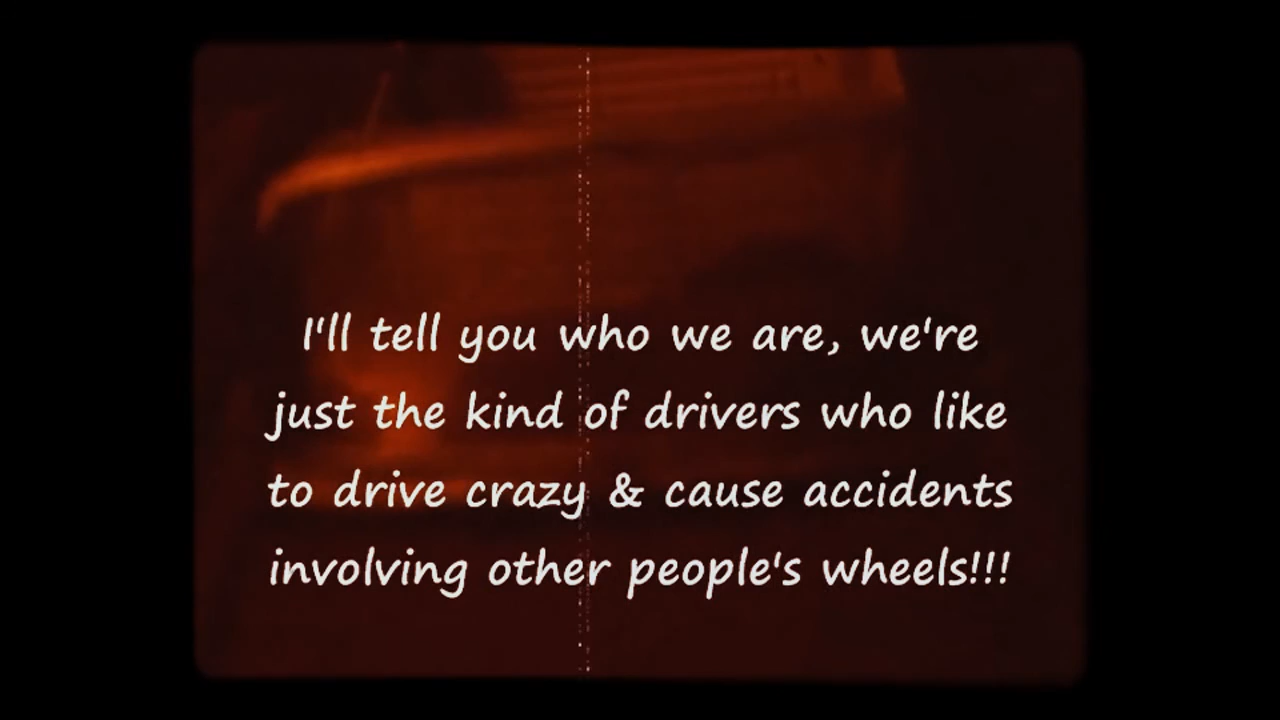 I'll tell you who we are, we're
just the kind of drivers who like
to drive crazy & cause accidents
involving other people's wheels!!!